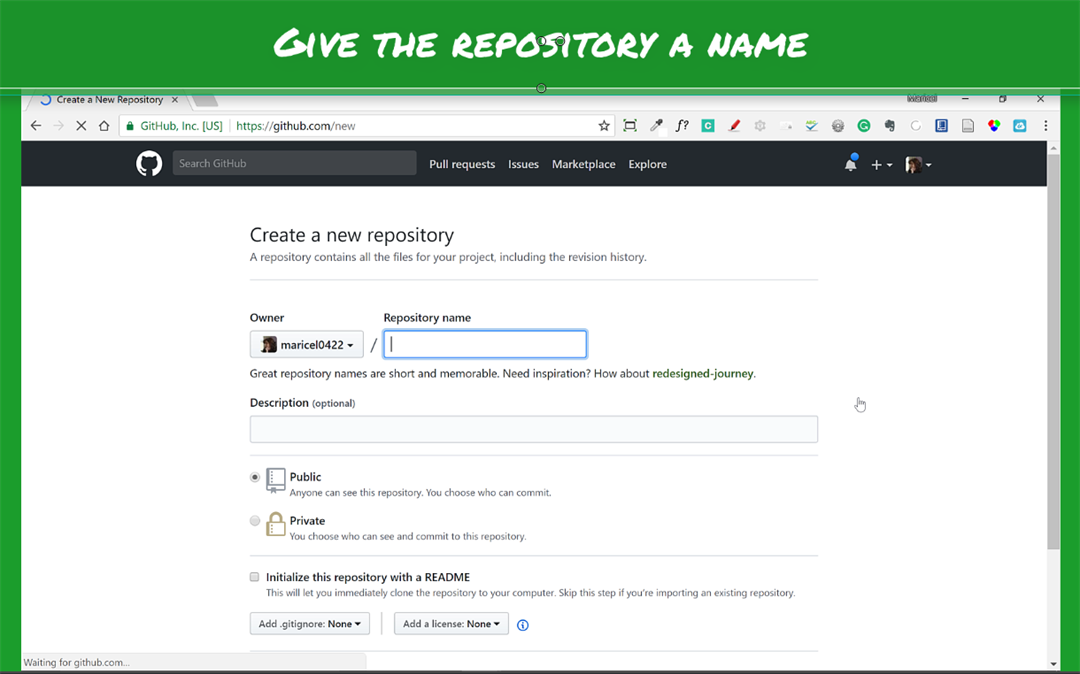 GIVE THE REPOSITORY A NAME
Create a New Repository
Maricel
GitHub, Inc. [US] https://github.com/new
Search GitHub Pull requests Issues Marketplace Explore
Create a new repository
A repository contains all the files for your project, including the revision history.
Owner Repository name
maricel0422 /
Great repository names are short and memorable. Need inspiration? How about redesigned-journey.
Description (optional)
Public
Anyone can see this repository. You choose who can commit.
Private
You choose who can see and commit to this repository.
Initialize this repository with a README
This will let you immediately clone the repository to your computer. Skip this step if you're importing an existing repository.
Add .gitignore: None Add a license: None
Waiting for github.com...